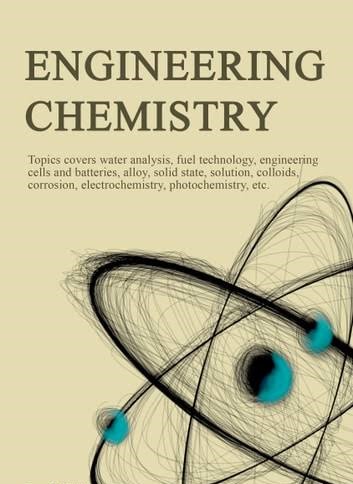 ENGINEERING
CHEMISTRY
Topics covers water analysis, fuel technology, engineering
cells and batteries, alloy, solid state, solution, colloids,
corrosion, electrochemistry, photochemistry, etc.